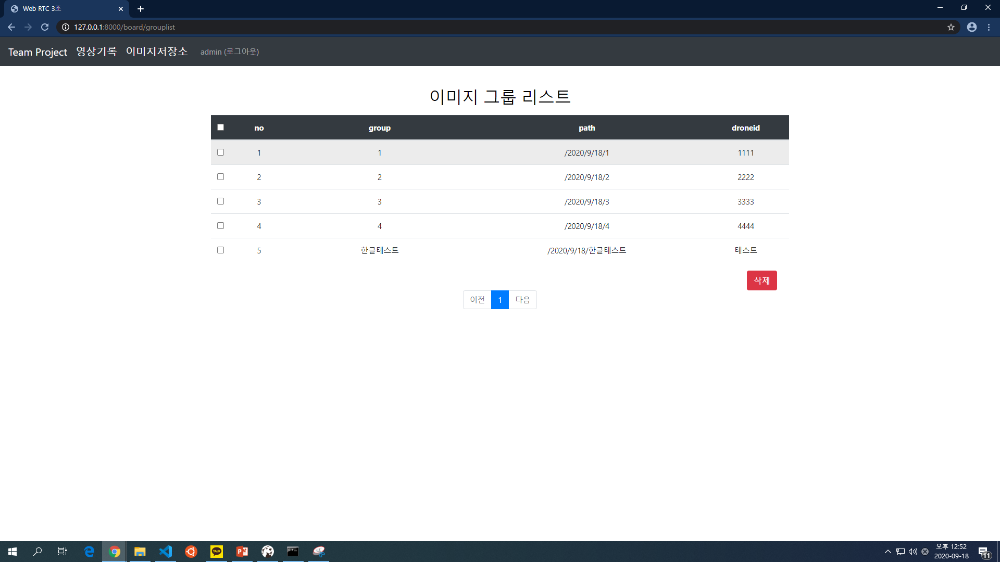 Web RTC 3조
127.0.0.1:8000/board/grouplist
Team Project 영상기록 이미지저장소 admin (로그아웃)
이미지 그룹 리스트
no group path droneid
1 1 /2020/9/18/1 1111
2 2 /2020/9/18/2 2222
3 3 /2020/9/18/3 3333
4 4 /2020/9/18/4 4444
5 한글테스트 /2020/9/18/한글테스트 테스트
삭제
이전 1 다음
TALK
오후 12:52
2020-09-18
11